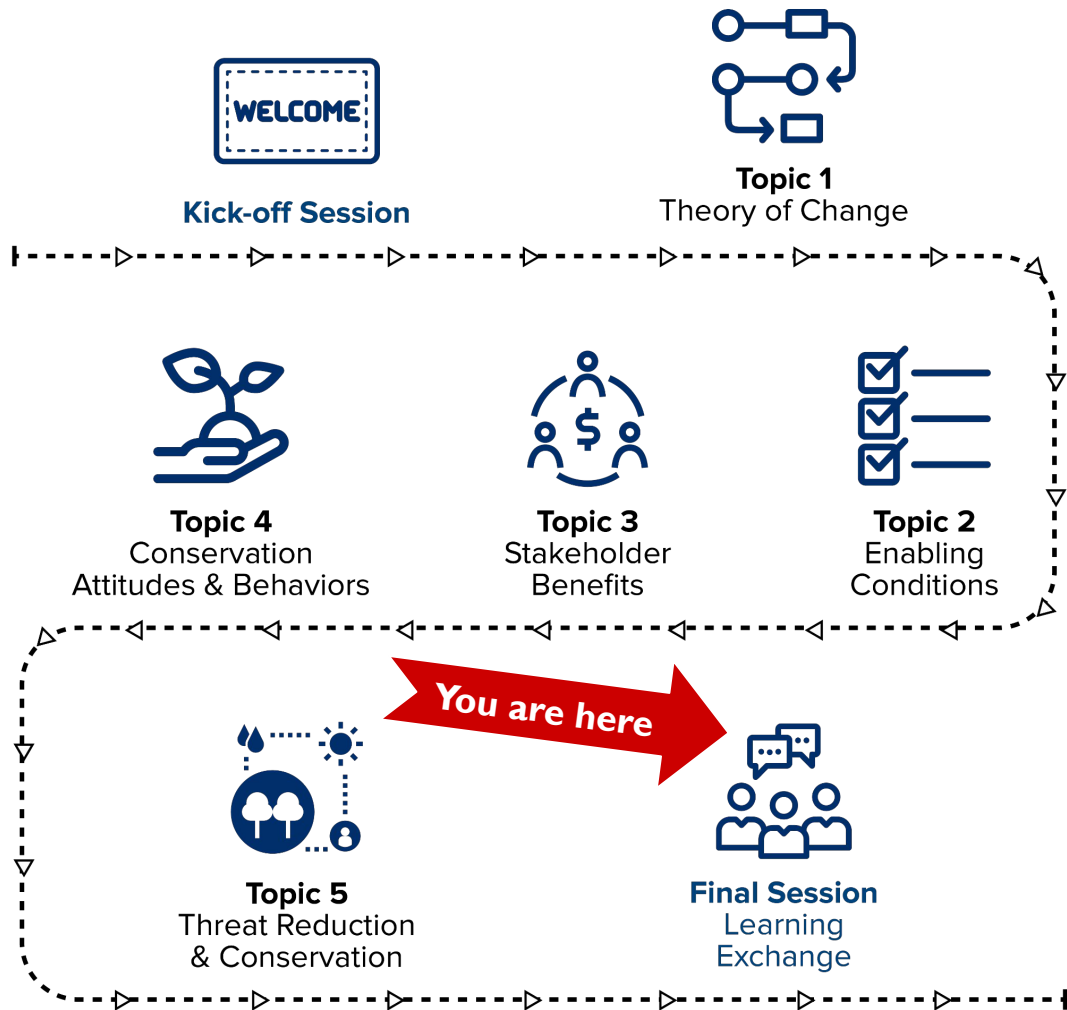 WELCOME
Kick-off Session
Topic 1
Theory of Change
Topic 4
Conservation
Attitudes & Behaviors
Topic 3
Stakeholder
Benefits
$
Topic 2
Enabling
Conditions
You are here
Topic 5
Threat Reduction
& Conservation
Final Session
Learning
Exchange